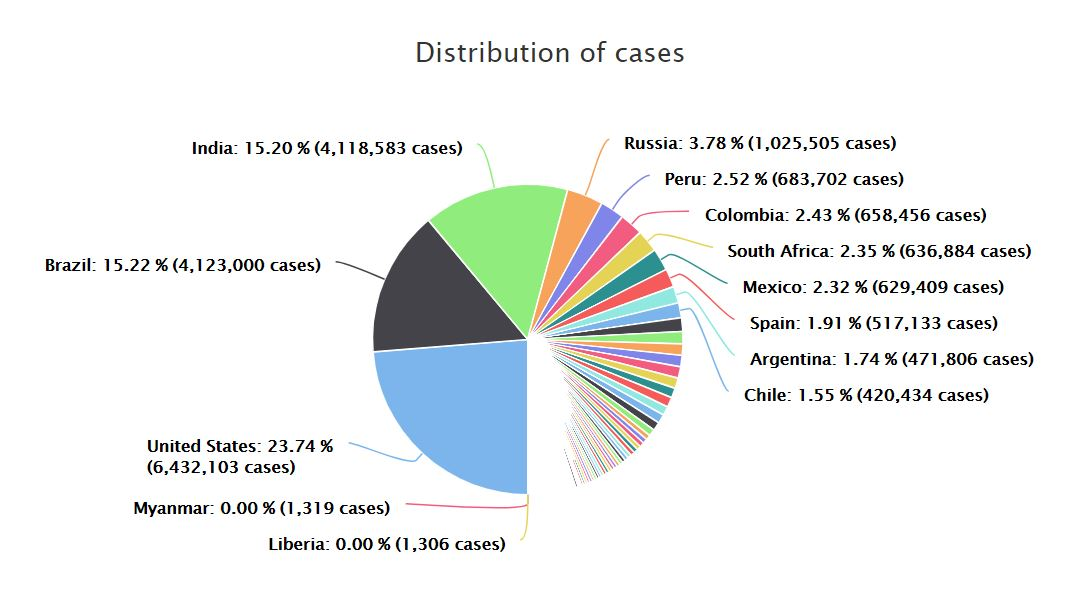 Distribution of cases
India: 15.20 % (4,118,583 cases)
Russia: 3.78 % (1,025,505 cases)
Peru: 2.52 % (683,702 cases)
Colombia: 2.43 % (658,456 cases)
South Africa: 2.35 % (636,884 cases)
Brazil: 15.22 % (4,123,000 cases)
Mexico: 2.32 % (629,409 cases)
Spain: 1.91 % (517,133 cases)
Argentina: 1.74 % (471,806 cases)
Chile: 1.55 % (420,434 cases)
United States: 23.74 %
(6,432,103 cases)
Myanmar: 0.00 % (1,319 cases)
Liberia: 0.00 % (1,306 cases)